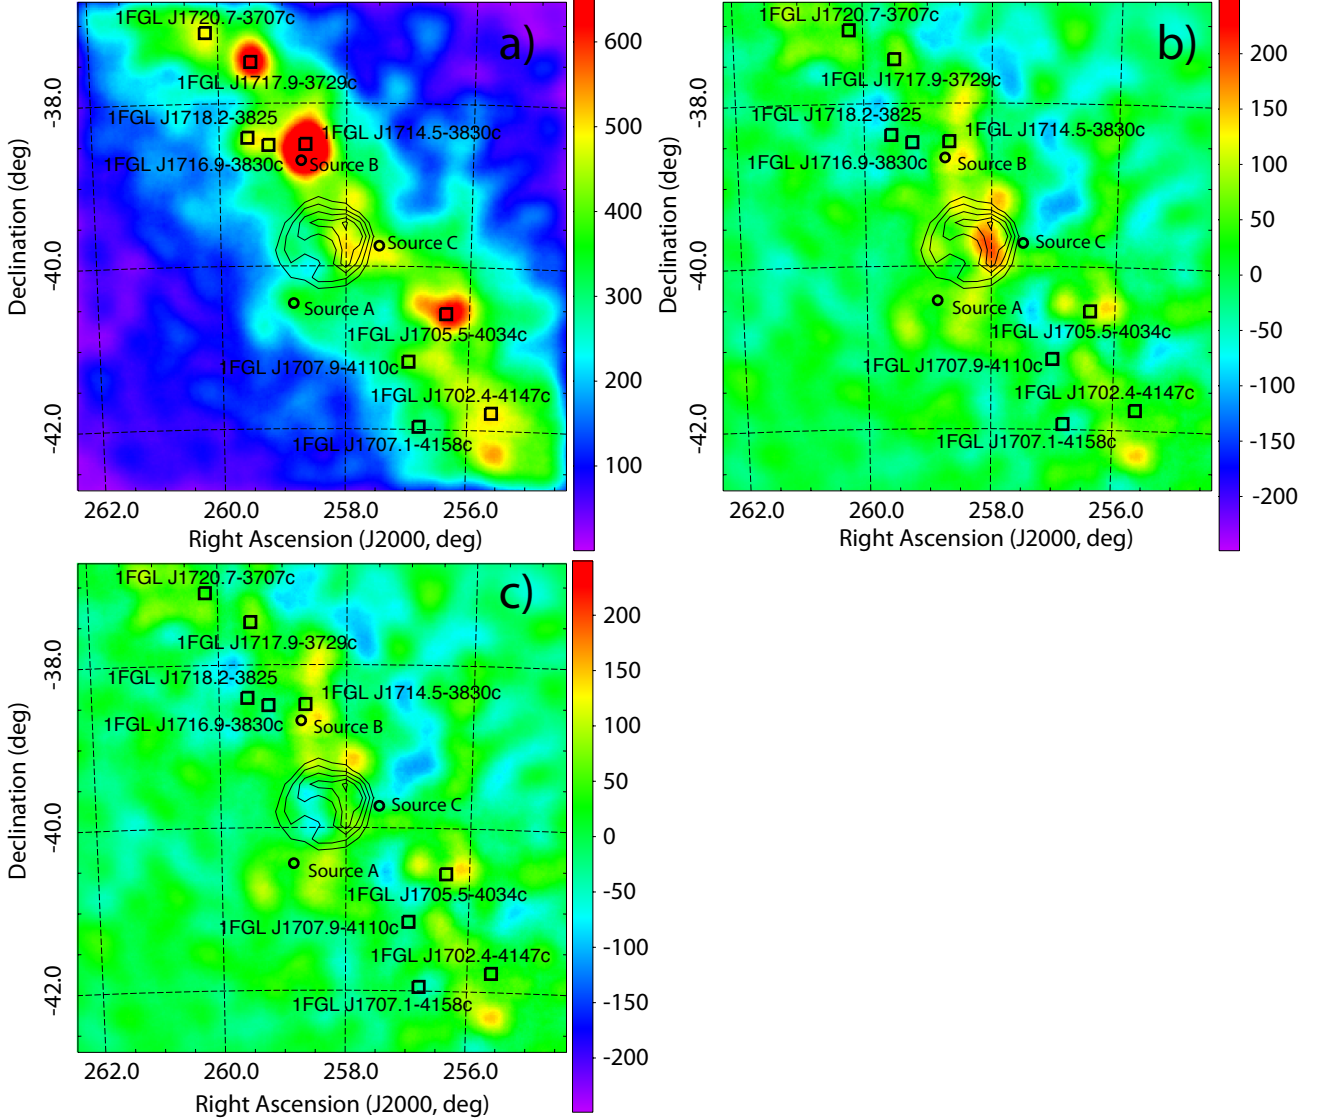 a)
1FGL J1720.7-3707c
1FGL J1717.9-3729c
1FGL J1718.2-3825
1FGL J1714.5-3830c
1FGL J1716.9-3830c
Source B
Source C
Source A
1FGL J1705.5-4034c
1FGL J1707.9-4110c
1FGL J1702.4-4147c
1FGL J1707.1-4158c
-38.0
-40.0
-42.0
Declination (deg)
262.0 260.0 258.0 256.0
Right Ascension (J2000, deg)
600
500
400
300
200
100
b)
1FGL J1720.7-3707c
1FGL J1717.9-3729c
1FGL J1718.2-3825
1FGL J1714.5-3830c
1FGL J1716.9-3830c
Source B
Source C
Source A
1FGL J1705.5-4034c
1FGL J1707.9-4110c
1FGL J1702.4-4147c
1FGL J1707.1-4158c
-38.0
-40.0
-42.0
Declination (deg)
262.0 260.0 258.0 256.0
Right Ascension (J2000, deg)
200
150
100
50
0
-50
-100
-150
-200
c)
1FGL J1720.7-3707c
1FGL J1717.9-3729c
1FGL J1718.2-3825
1FGL J1714.5-3830c
1FGL J1716.9-3830c
Source B
Source C
Source A
1FGL J1705.5-4034c
1FGL J1707.9-4110c
1FGL J1702.4-4147c
1FGL J1707.1-4158c
-38.0
-40.0
-42.0
Declination (deg)
262.0 260.0 258.0 256.0
Right Ascension (J2000, deg)
200
150
100
50
0
-50
-100
-150
-200